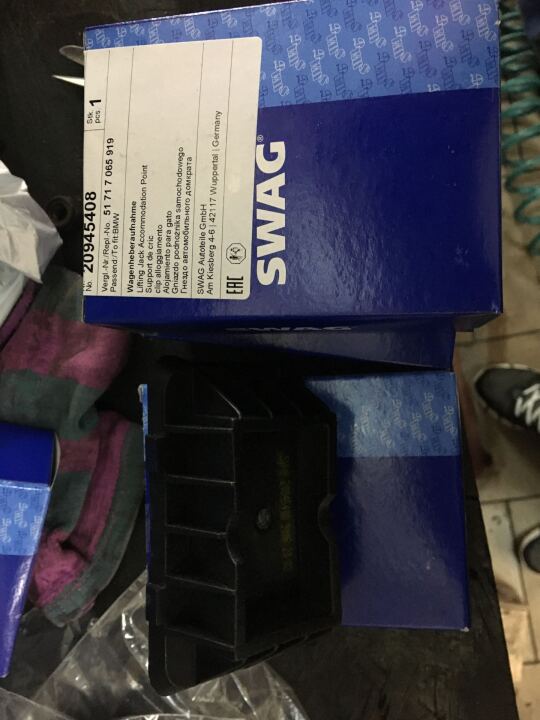 No. 20945408
Stk. pcs. 1
Vergl.-Nr./Repl.-No. 51 71 7 065 919
Passend/To fit BMW
Wagenheberaufnahme
Lifting Jack Accommodation Point
Support de cric
clip alloggiamento
Alojamiento para gato
Gniazdo podnośnika samochodowego
Гнездо автомобильного домкрата
SWAG Autoteile GmbH
Am Kiesberg 4-6 | 42117 Wuppertal | Germany
EAC
SWAG®
SWAG